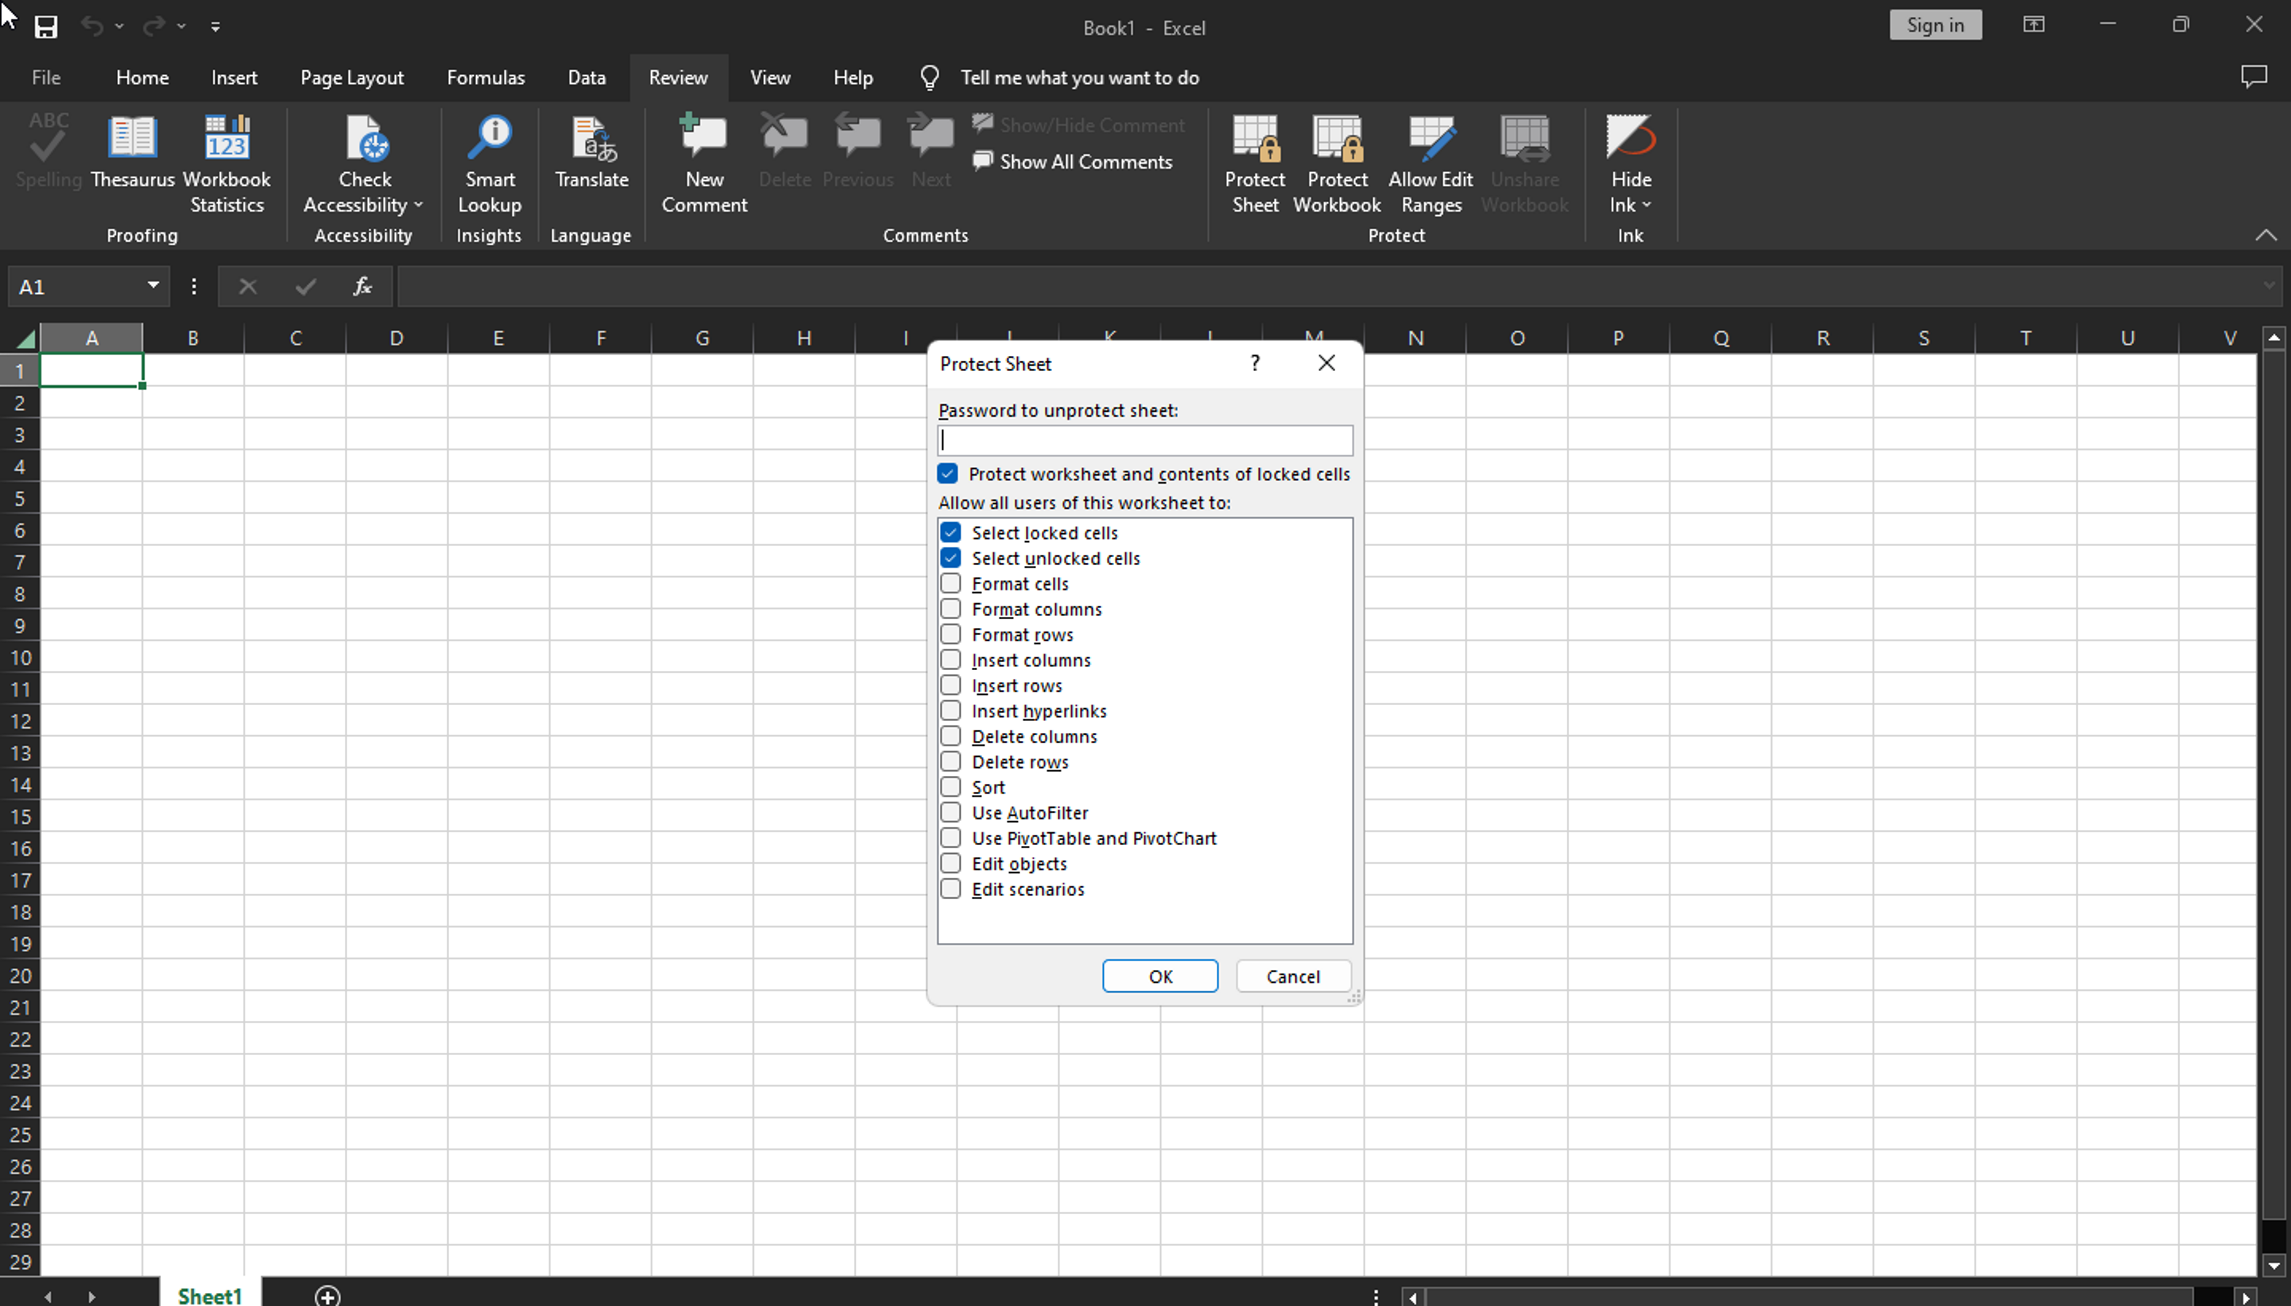 Book1 - Excel
Sign in
File Home Insert Page Layout Formulas Data Review View Help Tell me what you want to do
ABC
Spelling
Thesaurus
123
Workbook
Statistics
Proofing
Check
Accessibility
Accessibility
Smart
Lookup
Insights
Translate
Language
New
Comment
Delete
Previous
Next
Show/Hide Comment
Show All Comments
Comments
Protect
Sheet
Protect
Workbook
Allow Edit
Ranges
Unshare
Workbook
Protect
Hide
Ink
Ink
A1
fx
A B C D E F G H I N O P Q R S T U V
Protect Sheet
?
Password to unprotect sheet:
Protect worksheet and contents of locked cells
Allow all users of this worksheet to:
Select locked cells
Select unlocked cells
Format cells
Format columns
Format rows
Insert columns
Insert rows
Insert hyperlinks
Delete columns
Delete rows
Sort
Use AutoFilter
Use PivotTable and PivotChart
Edit objects
Edit scenarios
OK Cancel
1
2
3
4
5
6
7
8
9
10
11
12
13
14
15
16
17
18
19
20
21
22
23
24
25
26
27
28
29
Sheet1